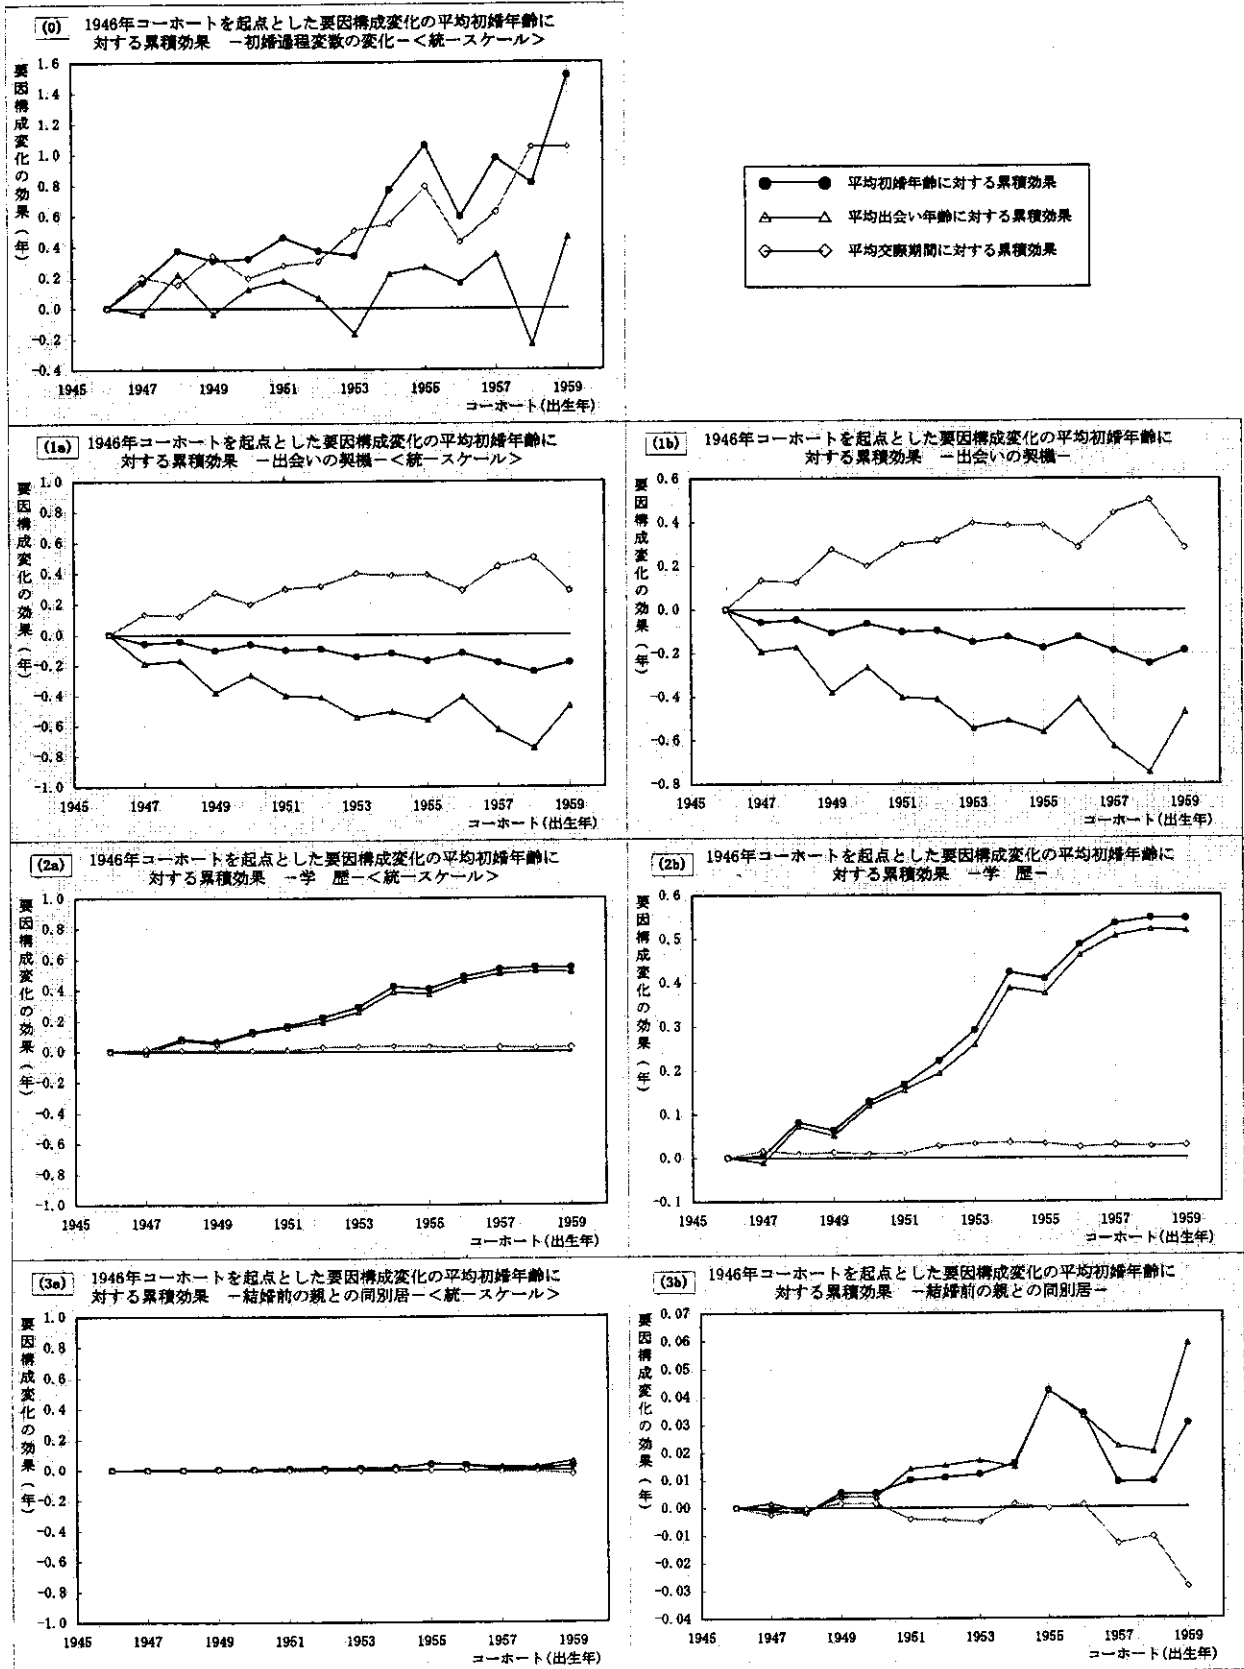 (0) 1946年コーホートを起点とした要因構成変化の平均初婚年齢に
対する累積効果 －初婚過程変数の変化－＜統一スケール＞
要因構成変化の効果（年）
1.6
1.4
1.2
1.0
0.8
0.6
0.4
0.2
0.0
-0.2
-0.4
1945 1947 1949 1951 1953 1955 1957 1959
コーホート(出生年)
平均初婚年齢に対する累積効果
平均出会い年齢に対する累積効果
平均交際期間に対する累積効果
(1a) 1946年コーホートを起点とした要因構成変化の平均初婚年齢に
対する累積効果 －出会いの契機－＜統一スケール＞
要因構成変化の効果（年）
1.0
0.8
0.6
0.4
0.2
0.0
-0.2
-0.4
-0.6
-0.8
-1.0
1945 1947 1949 1951 1953 1955 1957 1959
コーホート(出生年)
(1b) 1946年コーホートを起点とした要因構成変化の平均初婚年齢に
対する累積効果 －出会いの契機－
要因構成変化の効果（年）
0.6
0.4
0.2
0.0
-0.2
-0.4
-0.6
-0.8
1945 1947 1949 1951 1953 1955 1957 1959
コーホート(出生年)
(2a) 1946年コーホートを起点とした要因構成変化の平均初婚年齢に
対する累積効果 －学 歴－＜統一スケール＞
要因構成変化の効果（年）
1.0
0.8
0.6
0.4
0.2
0.0
-0.2
-0.4
-0.6
-0.8
-1.0
1945 1947 1949 1951 1953 1955 1957 1959
コーホート(出生年)
(2b) 1946年コーホートを起点とした要因構成変化の平均初婚年齢に
対する累積効果 －学 歴－
要因構成変化の効果（年）
0.6
0.5
0.4
0.3
0.2
0.1
0.0
-0.1
1945 1947 1949 1951 1953 1955 1957 1959
コーホート(出生年)
(3a) 1946年コーホートを起点とした要因構成変化の平均初婚年齢に
対する累積効果 －結婚前の親との同別居－＜統一スケール＞
要因構成変化の効果（年）
1.0
0.8
0.6
0.4
0.2
0.0
-0.2
-0.4
-0.6
-0.8
-1.0
1945 1947 1949 1951 1953 1955 1957 1959
コーホート(出生年)
(3b) 1946年コーホートを起点とした要因構成変化の平均初婚年齢に
対する累積効果 －結婚前の親との同別居－
要因構成変化の効果（年）
0.07
0.06
0.05
0.04
0.03
0.02
0.01
0.00
-0.01
-0.02
-0.03
-0.04
1945 1947 1949 1951 1953 1955 1957 1959
コーホート(出生年)